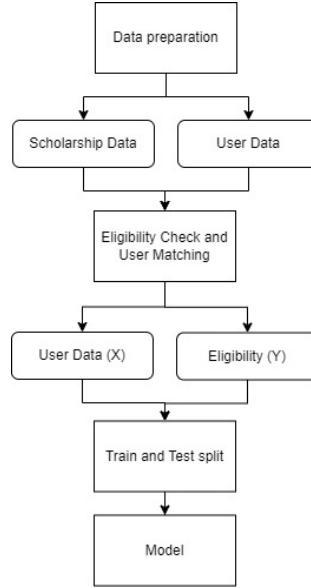 Data preparation
Scholarship Data
User Data
Eligibility Check and
User Matching
User Data (X)
Eligibility (Y)
Train and Test split
Model